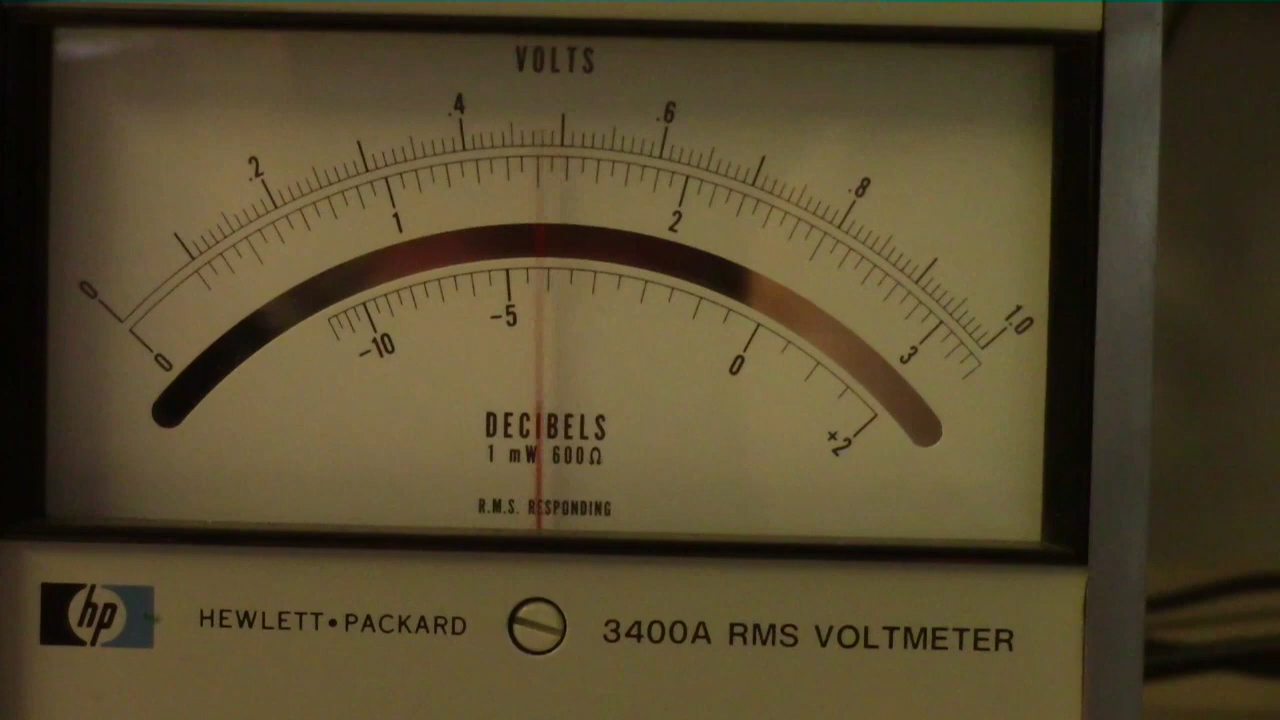 VOLTS
0 .2 .4 .6 .8 1.0
0 1 2 3
-10 -5 0 +2
DECIBELS
1 mW 600Ω
R.M.S. RESPONDING
hp HEWLETT•PACKARD 3400A RMS VOLTMETER